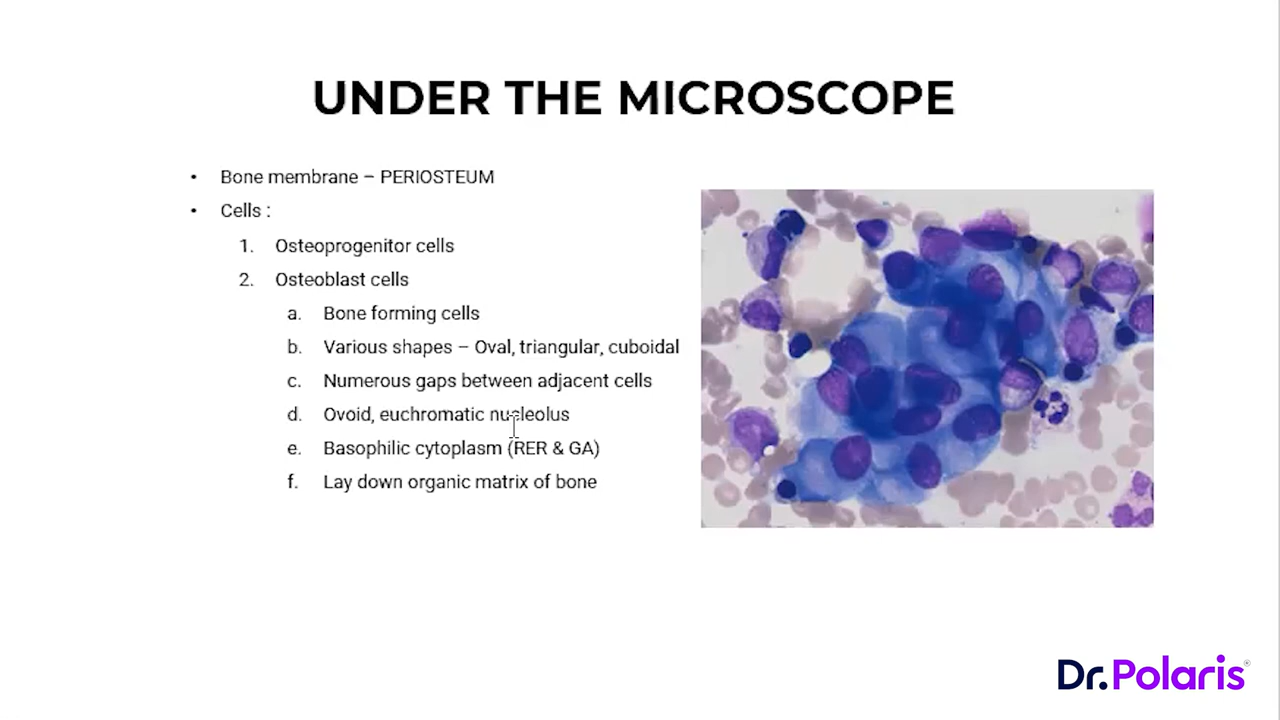 UNDER THE MICROSCOPE
• Bone membrane – PERIOSTEUM
• Cells :
1. Osteoprogenitor cells
2. Osteoblast cells
a. Bone forming cells
b. Various shapes – Oval, triangular, cuboidal
c. Numerous gaps between adjacent cells
d. Ovoid, euchromatic nucleolus
e. Basophilic cytoplasm (RER & GA)
f. Lay down organic matrix of bone
Dr.Polaris®